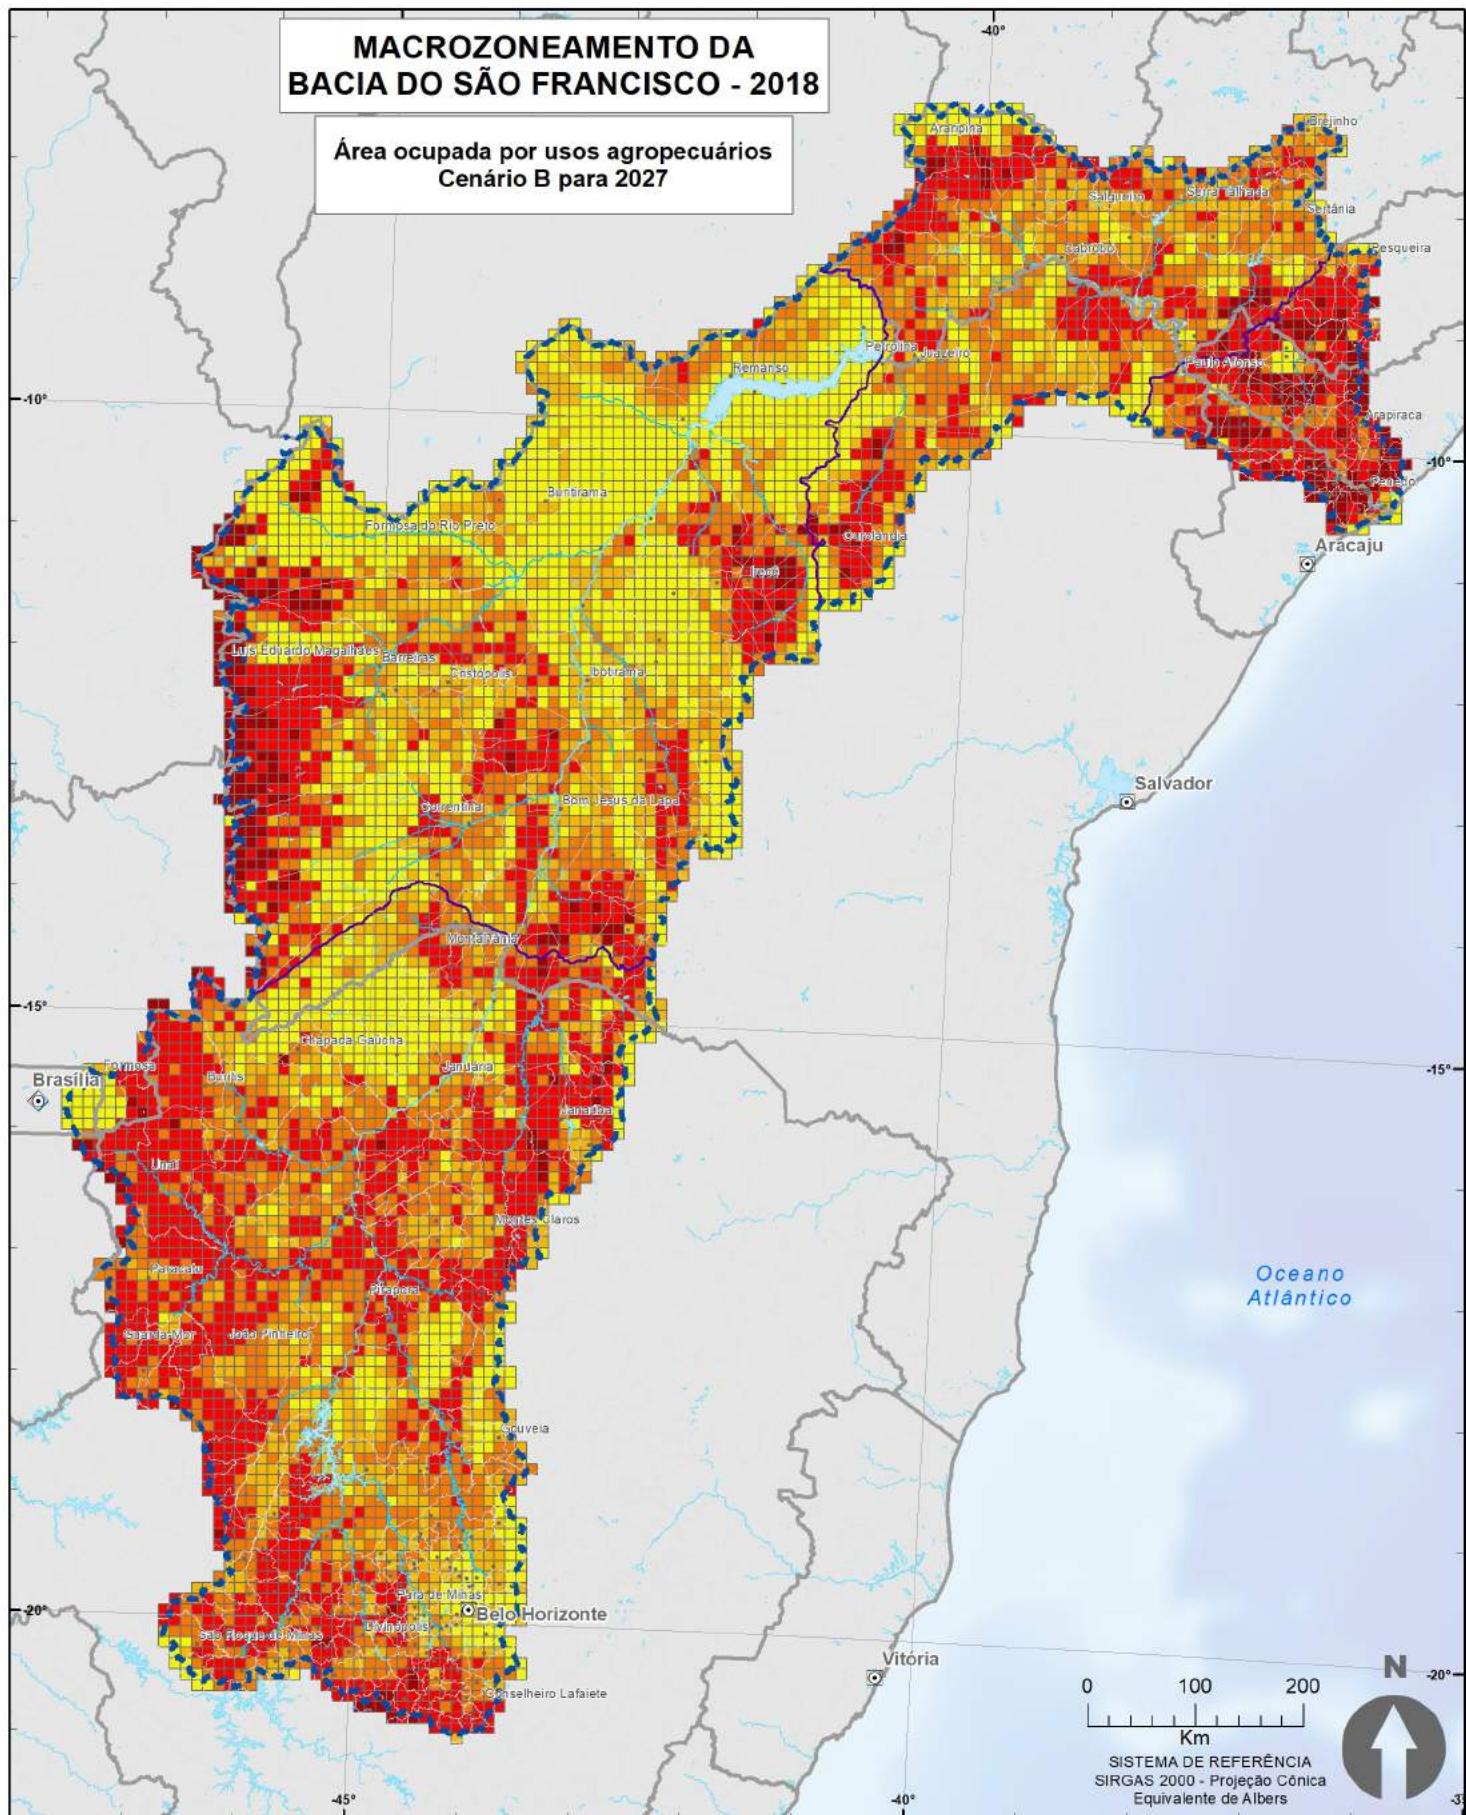 -40°
MACROZONEAMENTO DA
BACIA DO SÃO FRANCISCO - 2018
Área ocupada por usos agropecuários
Cenário B para 2027
Araripina
Brejinho
Salgueiro
Serra Talhada
Sertânia
Cabrobó
Pesqueira
Petrolina
Juazeiro
Remanso
Paulo Afonso
-10°
Arapiraca
-10°
Penedo
Buritirama
Formosa do Rio Preto
Ourolândia
Aracaju
Irecê
Luis Eduardo Magalhães
Barreiras
Cristópolis
Ibotirama
Salvador
Correntina
Bom Jesus da Lapa
Montalvânia
-15°
Chapada Gaúcha
Formosa
Januária
-15°
Brasília
Buritis
Janaúba
Unaí
Montes Claros
Paracatu
Oceano
Atlântico
Pirapora
Guarda-Mor
João Pinheiro
Gouveia
Pará de Minas
-20°
Belo Horizonte
Divinópolis
São Roque de Minas
Vitória
N
-20°
0 100 200
Km
Conselheiro Lafaiete
SISTEMA DE REFERÊNCIA
SIRGAS 2000 - Projeção Cônica
Equivalente de Albers
-45°
-40°